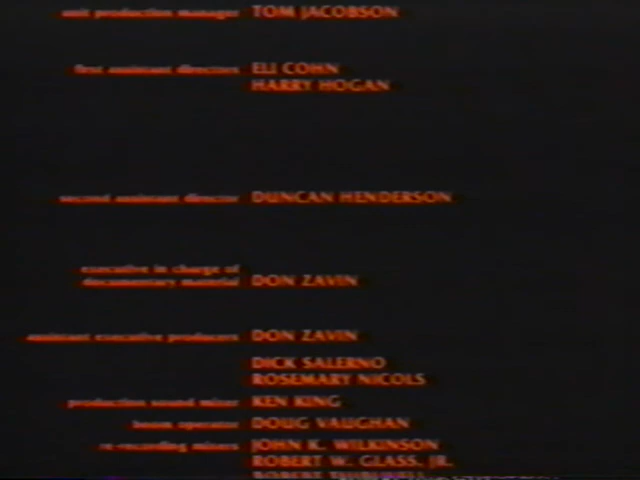 unit production manager TOM JACOBSON
first assistant directors ELI COHN
HARRY HOGAN
second assistant director DUNCAN HENDERSON
executive in charge of
documentary material DON ZAVIN
assistant executive producers DON ZAVIN
DICK SALERNO
ROSEMARY NICOLS
production sound mixer KEN KING
boom operator DOUG VAUGHAN
re-recording mixers JOHN K. WILKINSON
ROBERT W. GLASS, JR.
ROBERT